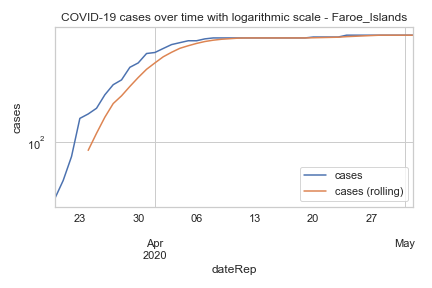 COVID-19 cases over time with logarithmic scale - Faroe_Islands
cases
10²
cases
cases (rolling)
23 30 06 13 20 27
Apr May
2020
dateRep